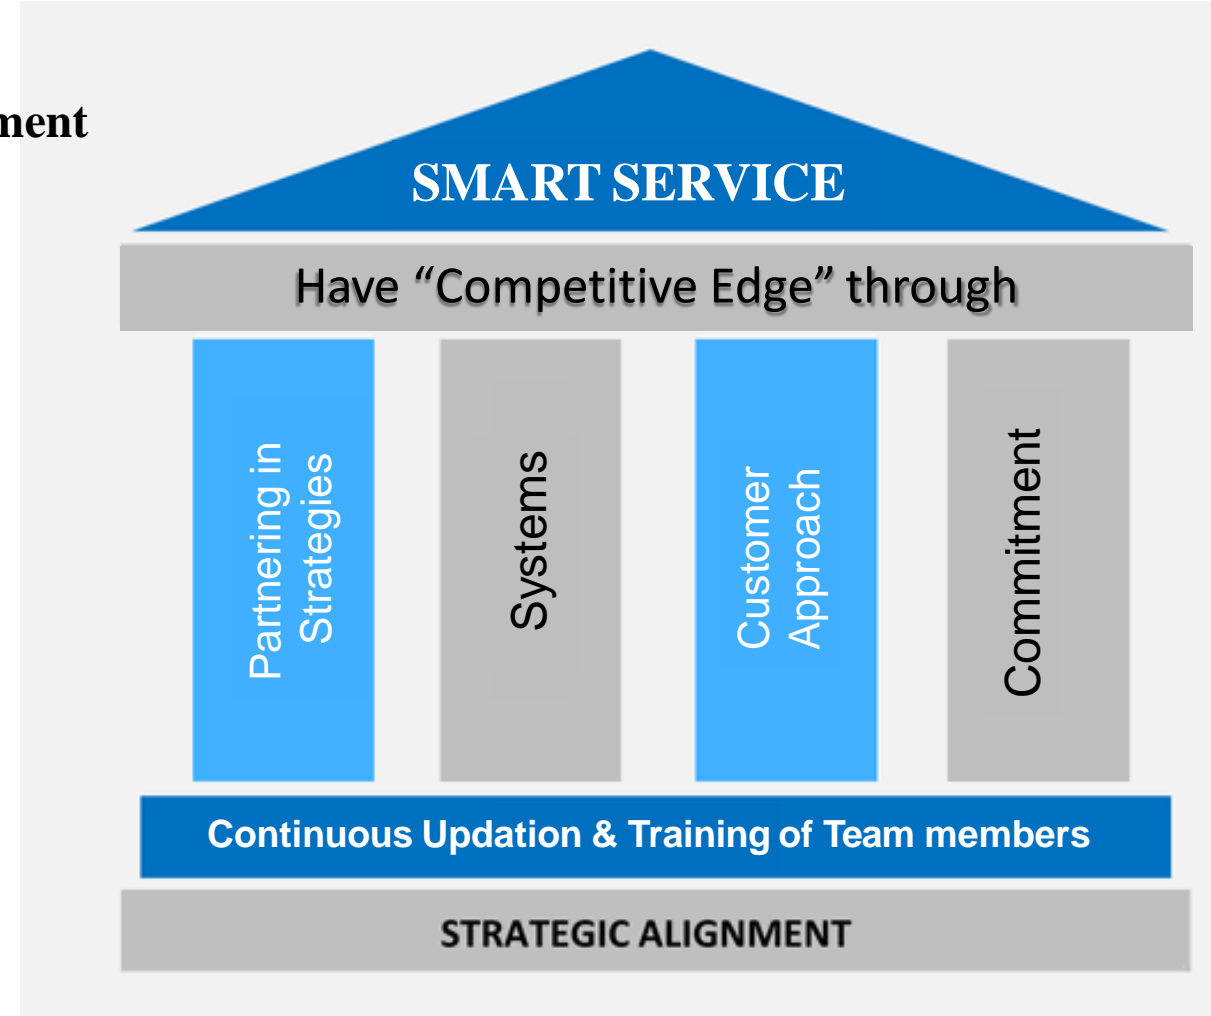 ment
SMART SERVICE
Have “Competitive Edge” through
Partnering in
Strategies
Systems
Customer
Approach
Commitment
Continuous Updation & Training of Team members
STRATEGIC ALIGNMENT